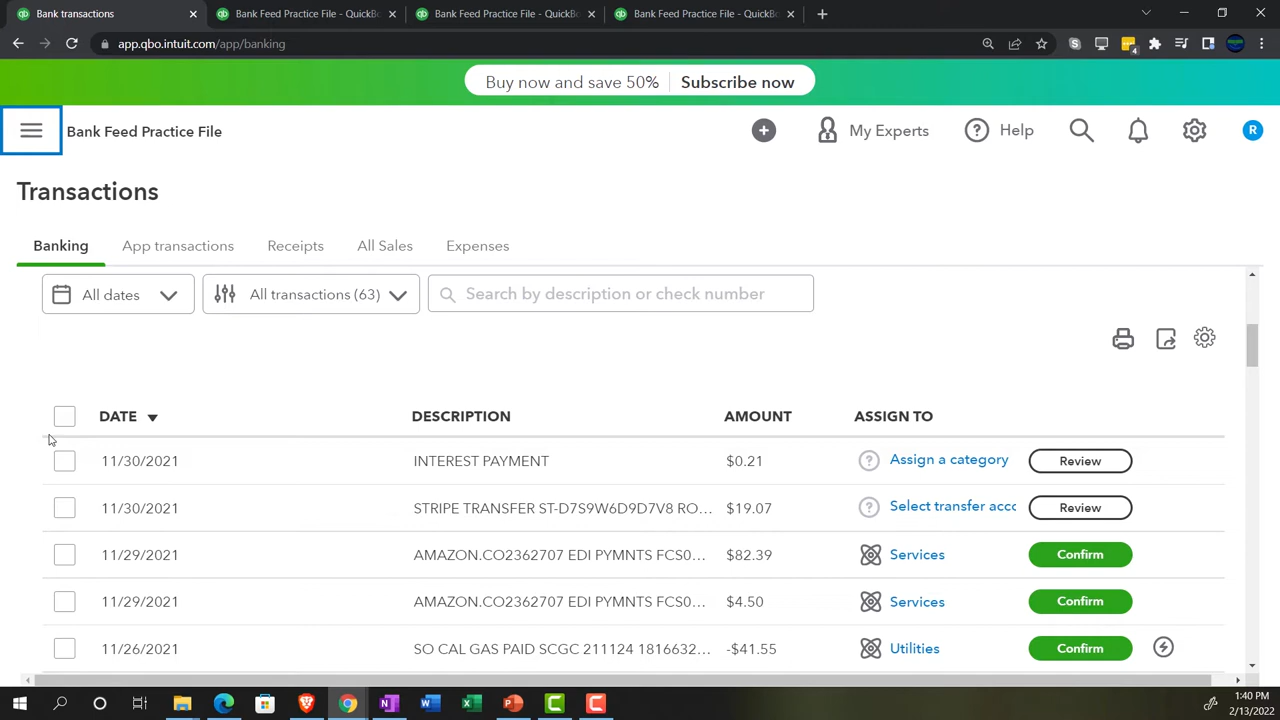 Banking transactions
Bank Feed Practice File - QuickBo
Bank Feed Practice File - QuickBo
Bank Feed Practice File - QuickBo
app.qbo.intuit.com/app/banking
4
Buy now and save 50% Subscribe now
Bank Feed Practice File
My Experts Help R
Transactions
Banking App transactions Receipts All Sales Expenses
All dates All transactions (63) Search by description or check number
DATE DESCRIPTION AMOUNT ASSIGN TO
11/30/2021 INTEREST PAYMENT $0.21 Assign a category Review
11/30/2021 STRIPE TRANSFER ST-D7S9W6D9D7V8 RO... $19.07 Select transfer acco Review
11/29/2021 AMAZON.CO2362707 EDI PYMNTS FCS0... $82.39 Services Confirm
11/29/2021 AMAZON.CO2362707 EDI PYMNTS FCS0... $4.50 Services Confirm
11/26/2021 SO CAL GAS PAID SCGC 211124 1816632... -$41.55 Utilities Confirm
1:40 PM
2/13/2022